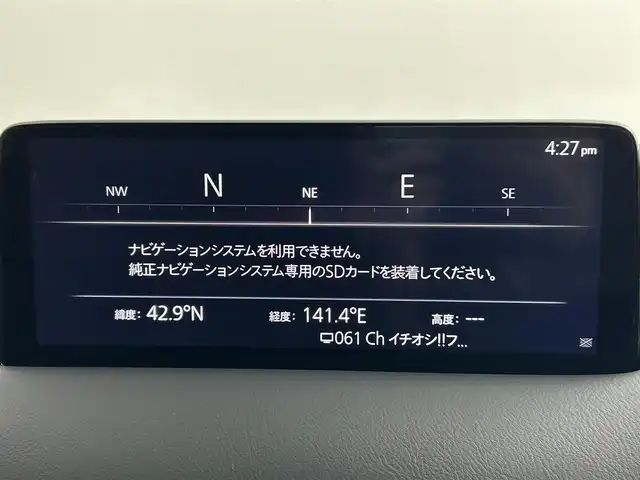 4:27pm
NW N NE E SE
ナビゲーションシステムを利用できません。
純正ナビゲーションシステム専用のSDカードを装着してください。
緯度: 42.9°N 経度: 141.4°E 高度: ---
061 Ch イチオシ!!フ...